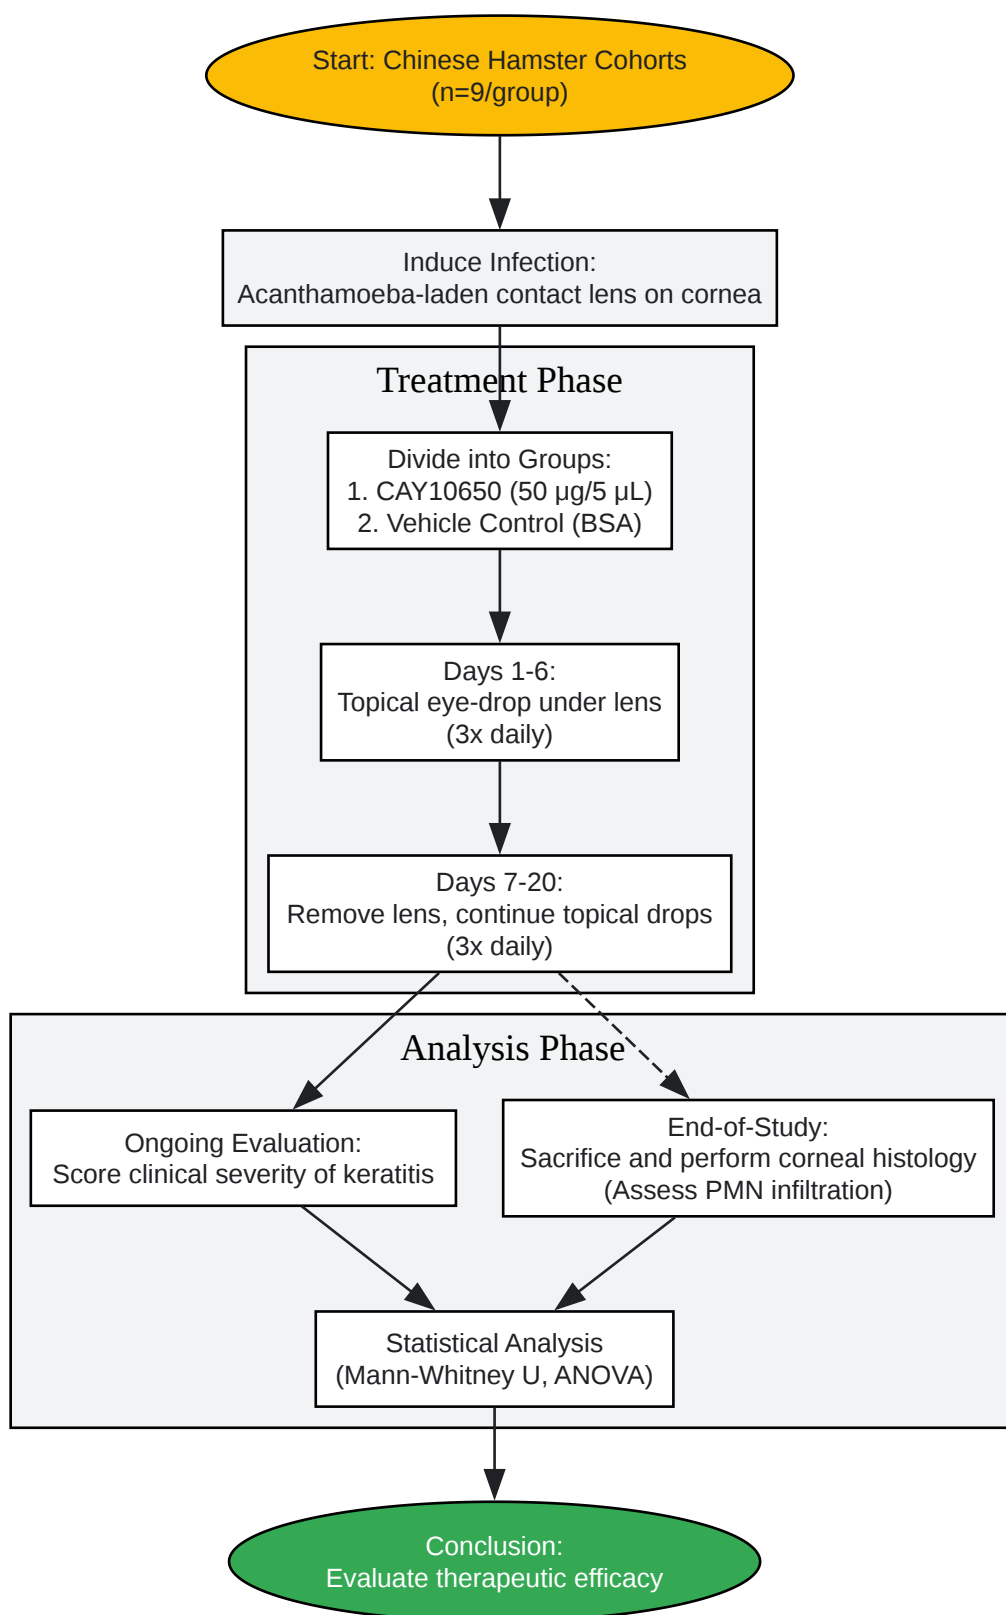 Start: Chinese Hamster Cohorts
(n=9/group)
Induce Infection:
Acanthamoeba-laden contact lens on cornea
Treatment Phase
Divide into Groups:
1. CAY10650 (50 μg/5 μL)
2. Vehicle Control (BSA)
Days 1-6:
Topical eye-drop under lens
(3x daily)
Days 7-20:
Remove lens, continue topical drops
(3x daily)
Analysis Phase
Ongoing Evaluation:
Score clinical severity of keratitis
End-of-Study:
Sacrifice and perform corneal histology
(Assess PMN infiltration)
Statistical Analysis
(Mann-Whitney U, ANOVA)
Conclusion:
Evaluate therapeutic efficacy